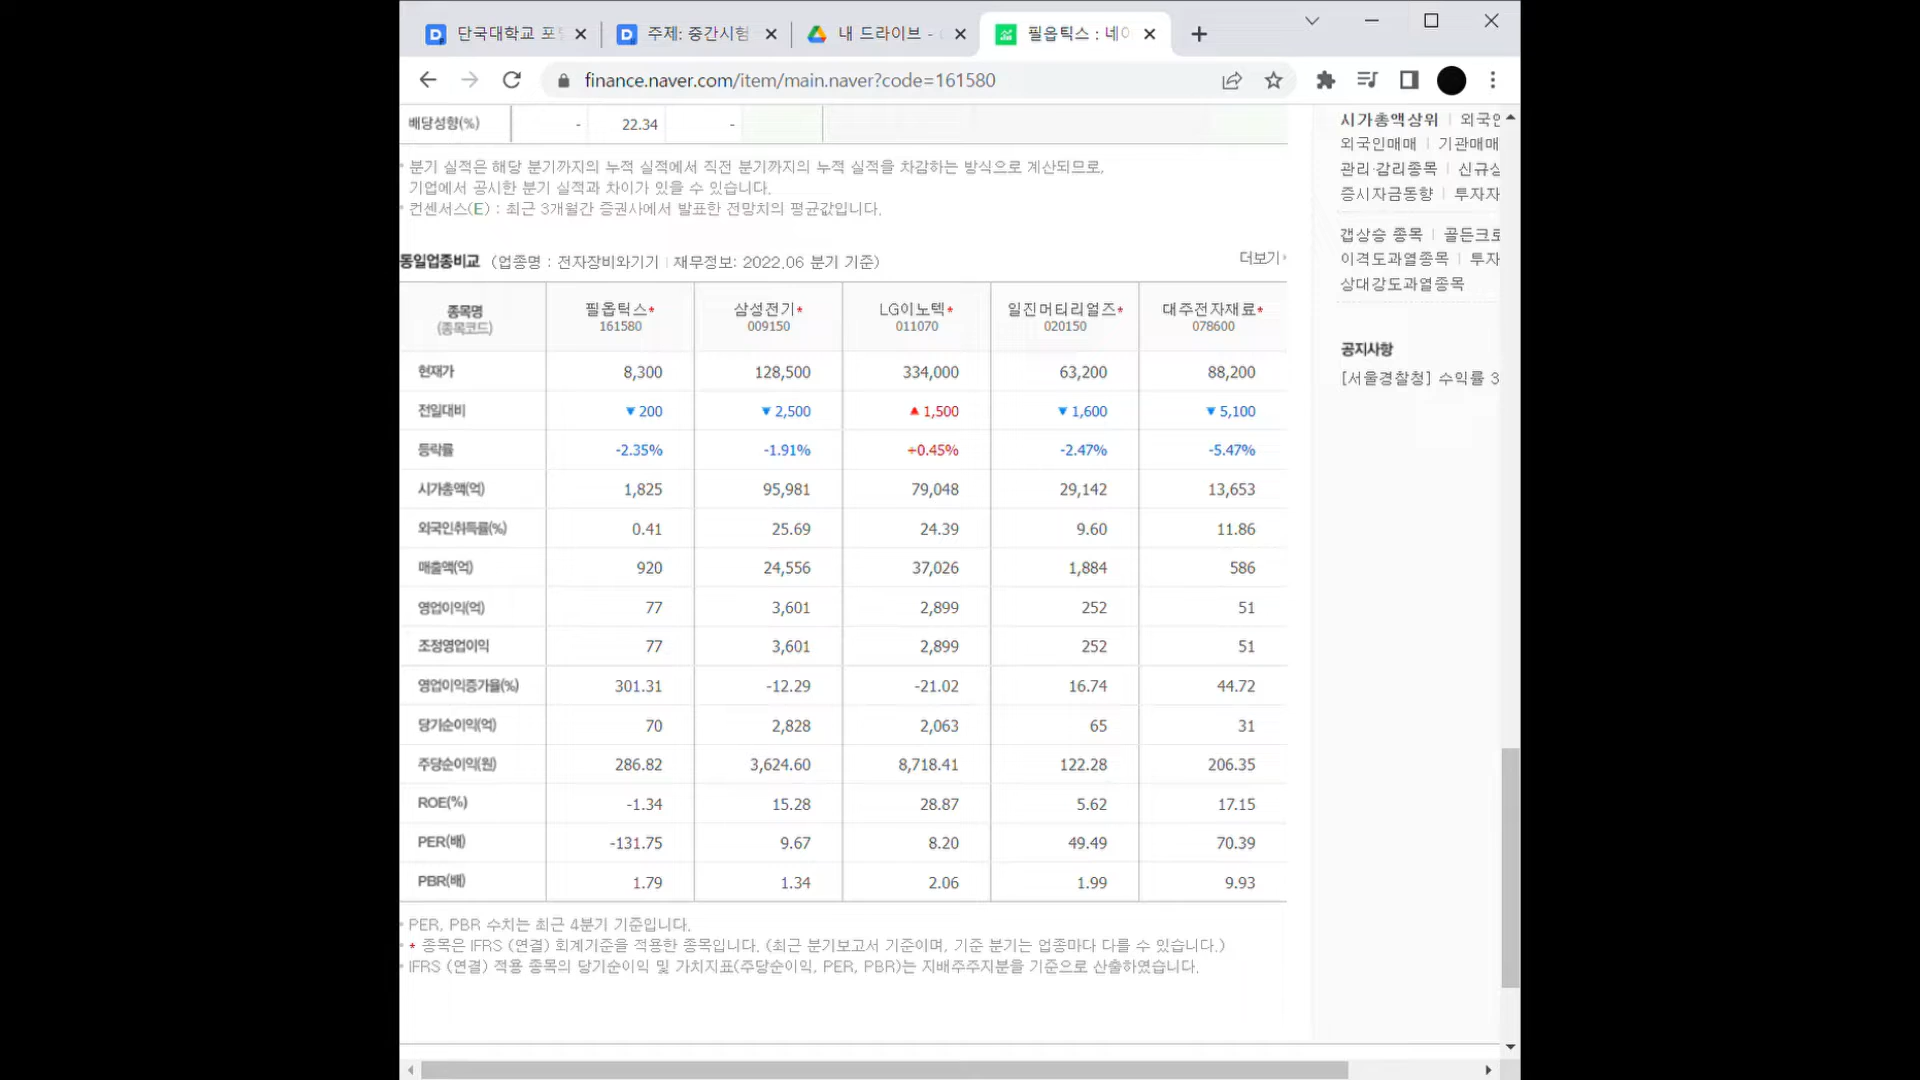 단국대학교 포
주제: 중간시험
내 드라이브 -
필옵틱스 : 네이
finance.naver.com/item/main.naver?code=161580
배당성향(%) - 22.34 -
* 분기 실적은 해당 분기까지의 누적 실적에서 직전 분기까지의 누적 실적을 차감하는 방식으로 계산되므로,
기업에서 공시한 분기 실적과 차이가 있을 수 있습니다.
* 컨센서스(E) : 최근 3개월간 증권사에서 발표한 전망치의 평균값입니다.
동일업종비교 (업종명 : 전자장비와기기 | 재무정보: 2022.06 분기 기준) 더보기
종목명 필옵틱스* 삼성전기* LG이노텍* 일진머티리얼즈* 대주전자재료*
(종목코드) 161580 009150 011070 020150 078600
현재가 8,300 128,500 334,000 63,200 88,200
전일대비 ▼ 200 ▼ 2,500 ▲ 1,500 ▼ 1,600 ▼ 5,100
등락률 -2.35% -1.91% +0.45% -2.47% -5.47%
시가총액(억) 1,825 95,981 79,048 29,142 13,653
외국인취득률(%) 0.41 25.69 24.39 9.60 11.86
매출액(억) 920 24,556 37,026 1,884 586
영업이익(억) 77 3,601 2,899 252 51
조정영업이익 77 3,601 2,899 252 51
영업이익증가율(%) 301.31 -12.29 -21.02 16.74 44.72
당기순이익(억) 70 2,828 2,063 65 31
주당순이익(원) 286.82 3,624.60 8,718.41 122.28 206.35
ROE(%) -1.34 15.28 28.87 5.62 17.15
PER(배) -131.75 9.67 8.20 49.49 70.39
PBR(배) 1.79 1.34 2.06 1.99 9.93
* PER, PBR 수치는 최근 4분기 기준입니다.
* * 종목은 IFRS (연결) 회계기준을 적용한 종목입니다. (최근 분기보고서 기준이며, 기준 분기는 업종마다 다를 수 있습니다.)
* IFRS (연결) 적용 종목의 당기순이익 및 가치지표(주당순이익, PER, PBR)는 지배주주지분을 기준으로 산출하였습니다.
시가총액상위 | 외국인
외국인매매 | 기관매매
관리·감리종목 | 신규상
증시자금동향 | 투자자
갭상승 종목 | 골든크로
이격도과열종목 | 투자
상대강도과열종목
공지사항
[서울경찰청] 수익률 3